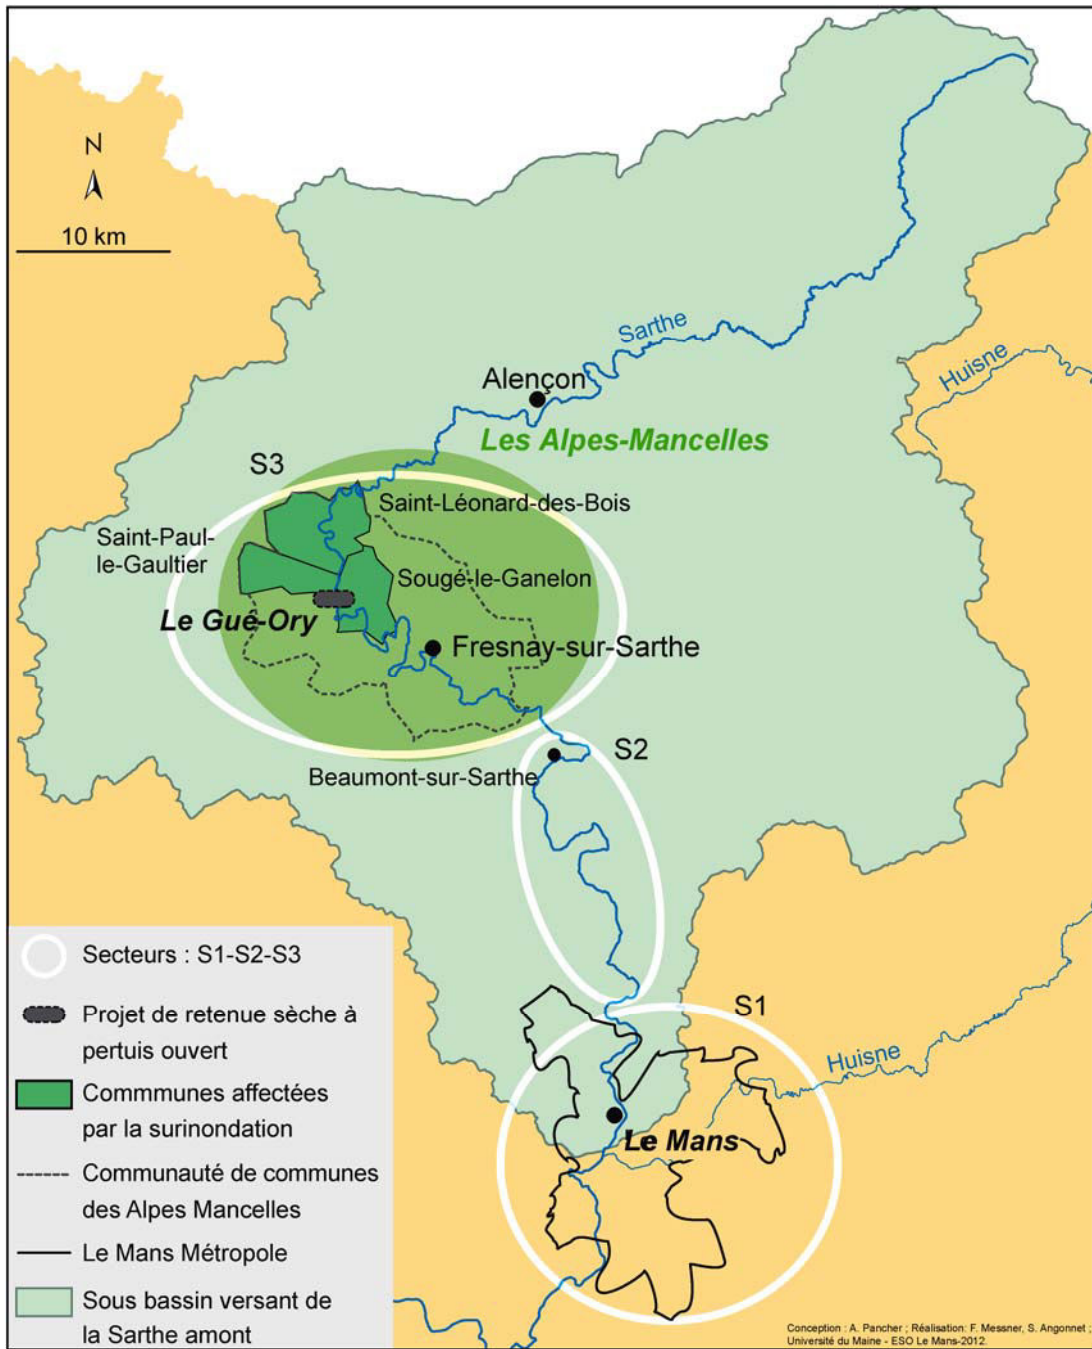 N
10 km
Sarthe
Huisne
Alençon
Les Alpes-Mancelles
S3
Saint-Léonard-des-Bois
Saint-Paul-
le-Gaultier
Sougé-le-Ganelon
Le Gué-Ory
Fresnay-sur-Sarthe
S2
Beaumont-sur-Sarthe
S1
Huisne
Le Mans
Secteurs : S1-S2-S3
Projet de retenue sèche à
pertuis ouvert
Commmunes affectées
par la surinondation
Communauté de communes
des Alpes Mancelles
Le Mans Métropole
Sous bassin versant de
la Sarthe amont
Conception : A. Pancher ; Réalisation: F. Messner, S. Angonnet ;
Université du Maine - ESO Le Mans-2012.